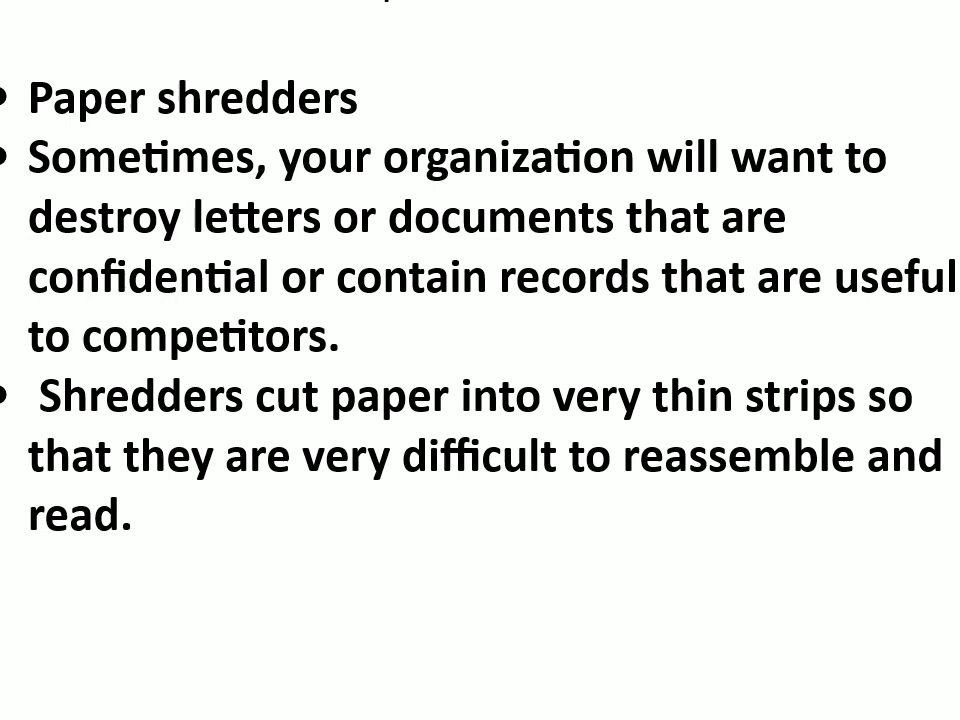 • Paper shredders
• Sometimes, your organization will want to
destroy letters or documents that are
confidential or contain records that are useful
to competitors.
• Shredders cut paper into very thin strips so
that they are very difficult to reassemble and
read.